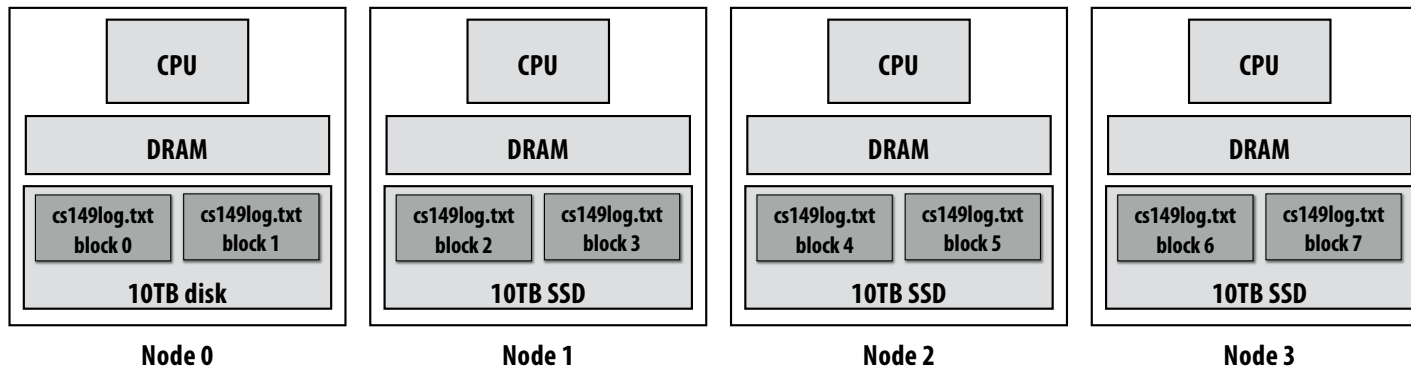 CPU
DRAM
cs149log.txt
block 0
cs149log.txt
block 1
10TB disk
Node 0
CPU
DRAM
cs149log.txt
block 2
cs149log.txt
block 3
10TB SSD
Node 1
CPU
DRAM
cs149log.txt
block 4
cs149log.txt
block 5
10TB SSD
Node 2
CPU
DRAM
cs149log.txt
block 6
cs149log.txt
block 7
10TB SSD
Node 3